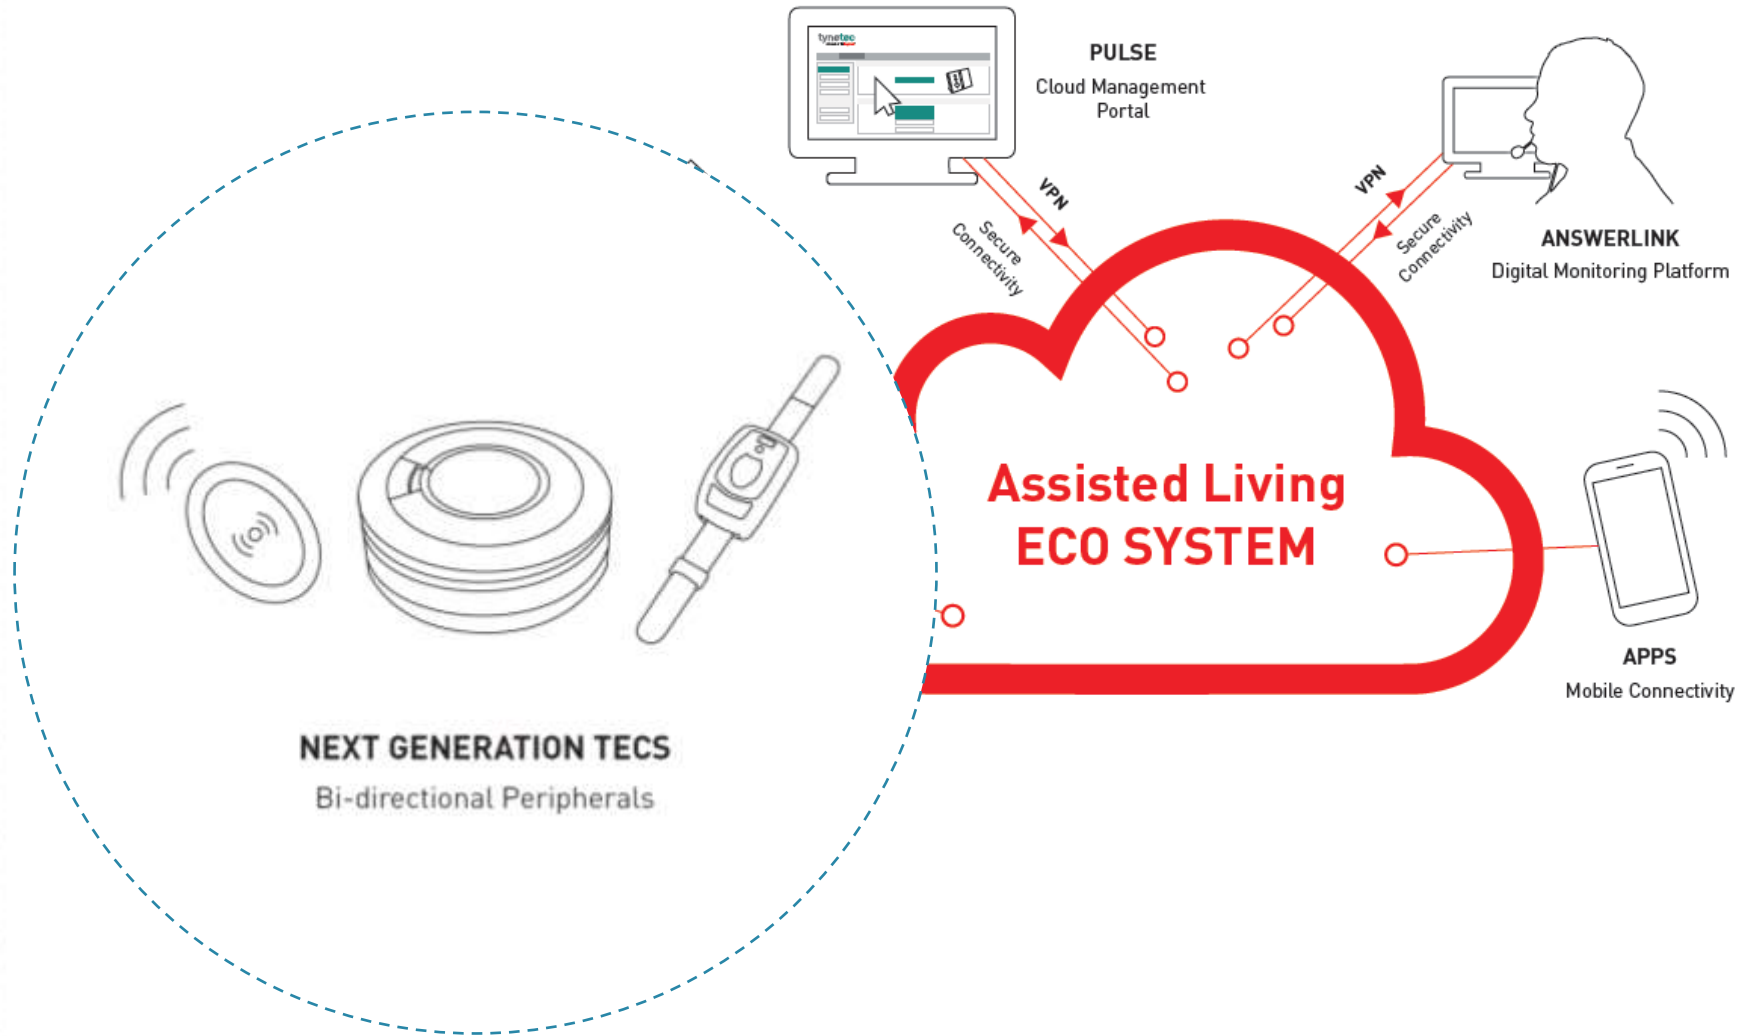 tynetec
PULSE
Cloud Management
Portal
VPN
Secure
Connectivity
VPN
Secure
Connectivity
ANSWERLINK
Digital Monitoring Platform
Assisted Living
ECO SYSTEM
APPS
Mobile Connectivity
NEXT GENERATION TECS
Bi-directional Peripherals